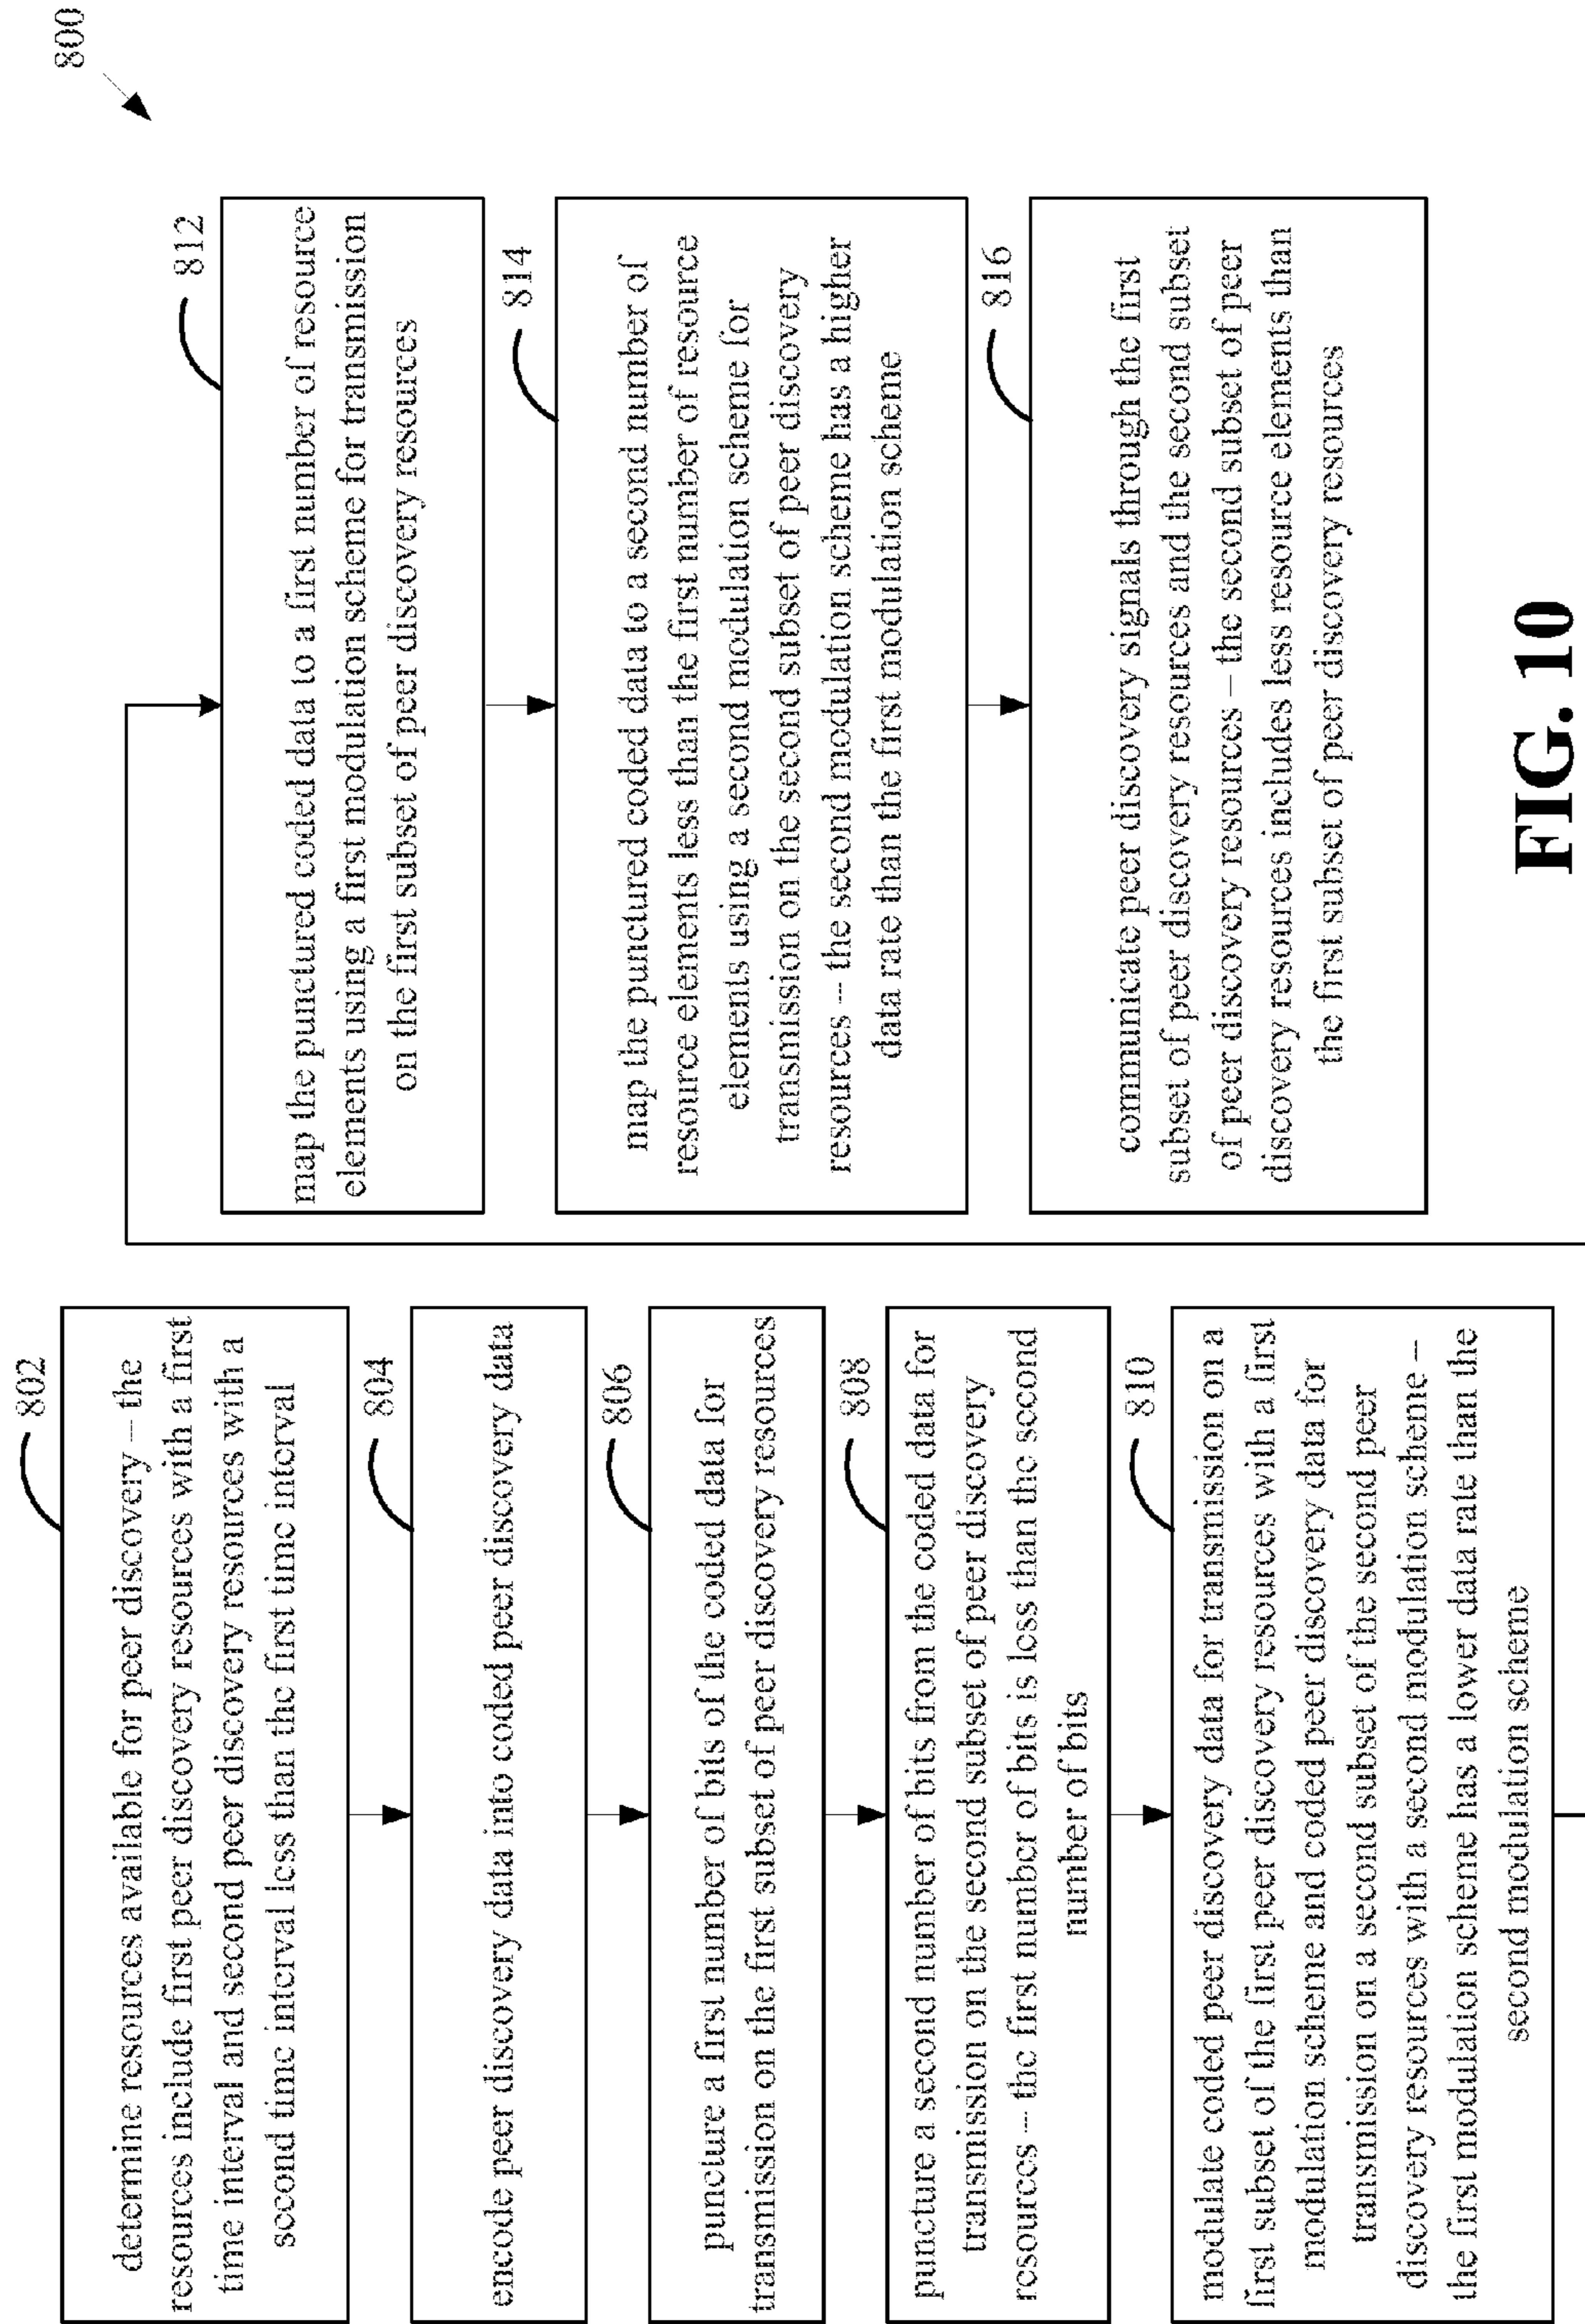 800
802
determine resources available for peer discovery – the
resources include first peer discovery resources with a first
time interval and second peer discovery resources with a
second time interval less than the first time interval
804
encode peer discovery data into coded peer discovery data
806
puncture a first number of bits of the coded data for
transmission on the first subset of peer discovery resources
808
puncture a second number of bits from the coded data for
transmission on the second subset of peer discovery
resources – the first number of bits is less than the second
number of bits
810
modulate coded peer discovery data for transmission on a
first subset of the first peer discovery resources with a first
modulation scheme and coded peer discovery data for
transmission on a second subset of the second peer
discovery resources with a second modulation scheme –
the first modulation scheme has a lower data rate than the
second modulation scheme
812
map the punctured coded data to a first number of resource
elements using a first modulation scheme for transmission
on the first subset of peer discovery resources
814
map the punctured coded data to a second number of
resource elements less than the first number of resource
elements using a second modulation scheme for
transmission on the second subset of peer discovery
resources – the second modulation scheme has a higher
data rate than the first modulation scheme
816
communicate peer discovery signals through the first
subset of peer discovery resources and the second subset
of peer discovery resources – the second subset of peer
discovery resources includes less resource elements than
the first subset of peer discovery resources
FIG. 10